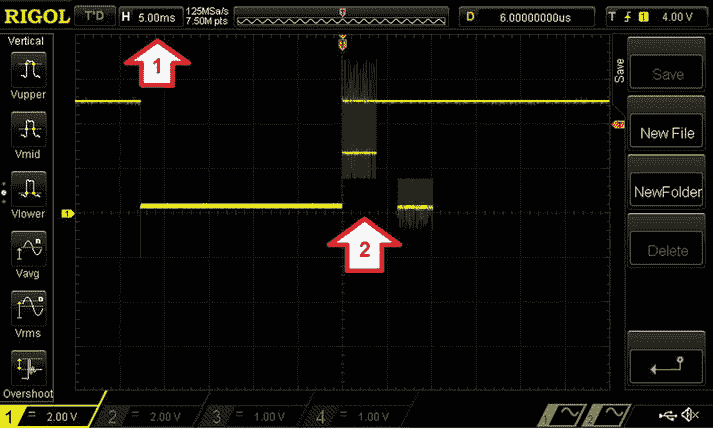 RIGOL T'D H 5.00ms 125MSa/s D 6.00000000us T 1 4.00 V
7.50M pts
1
Vertical
Vupper
Vmid
Vlower
Vavg
Vrms
Overshoot
1
2
Save
Save
New File
NewFolder
Delete
1 = 2.00 V 2 = 2.00 V 3 = 1.00 V 4 = 1.00 V